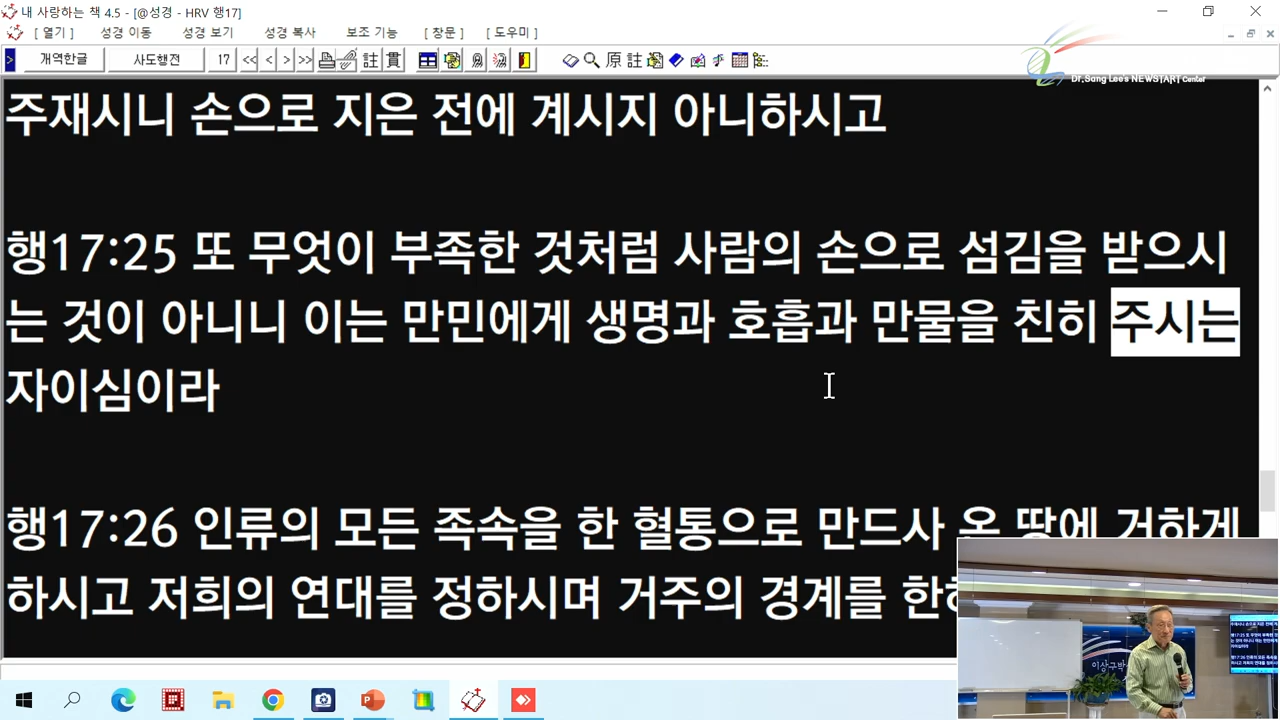 내 사랑하는 책 4.5 - [@성경 - HRV 행17]
[ 열기 ] 성경 이동 성경 보기 성경 복사 보조 기능 [ 창문 ] [ 도우미 ]
> 개역한글 사도행전 17 << < > >> 註 貫 原 註
Dr.Sang Lee's NEWSTART Center
주재시니 손으로 지은 전에 계시지 아니하시고
행17:25 또 무엇이 부족한 것처럼 사람의 손으로 섬김을 받으시
는 것이 아니니 이는 만민에게 생명과 호흡과 만물을 친히 주시는
자이심이라
행17:26 인류의 모든 족속을 한 혈통으로 만드사 온 땅에 거하게
하시고 저희의 연대를 정하시며 거주의 경계를
이상구박